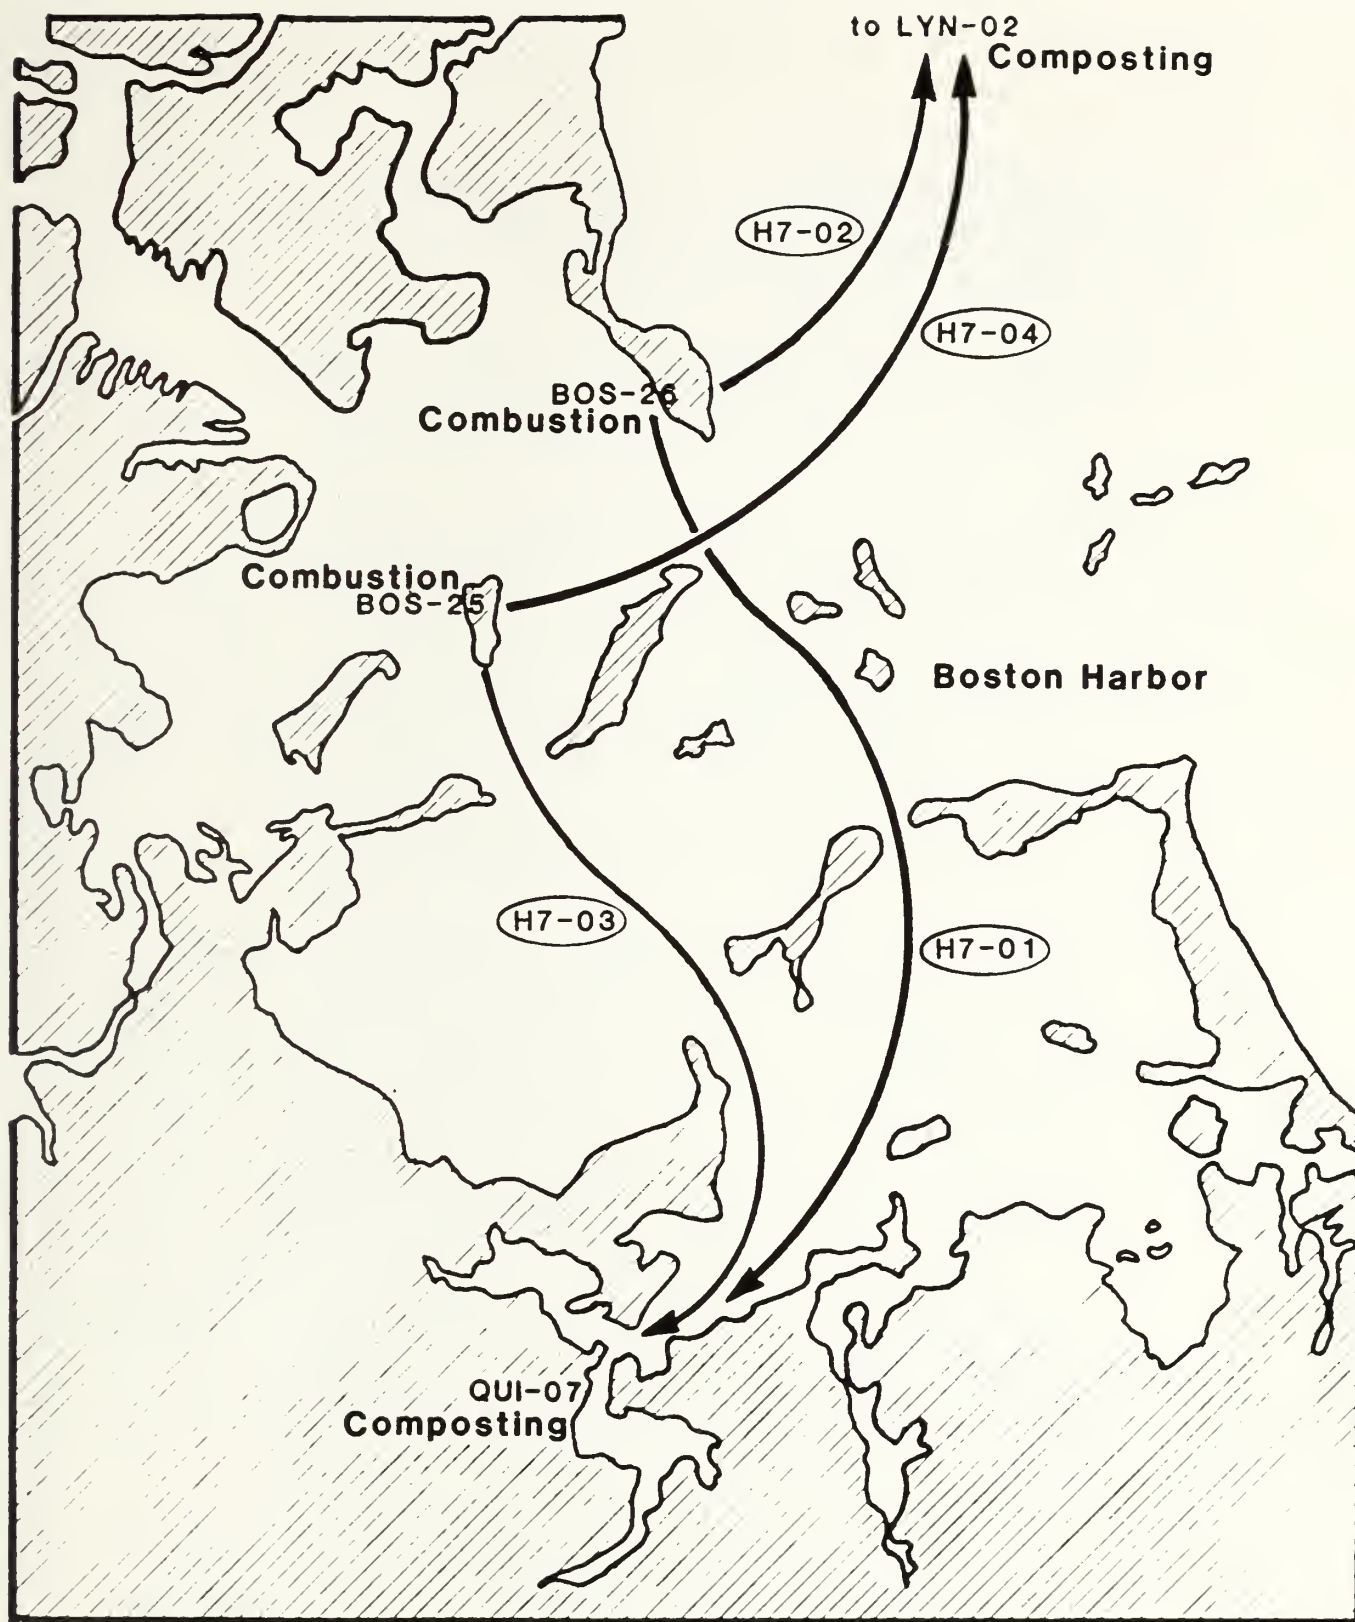 to LYN-02
Composting
H7-02
H7-04
BOS-26
Combustion
Combustion
BOS-25
Boston Harbor
H7-03
H7-01
QUI-07
Composting